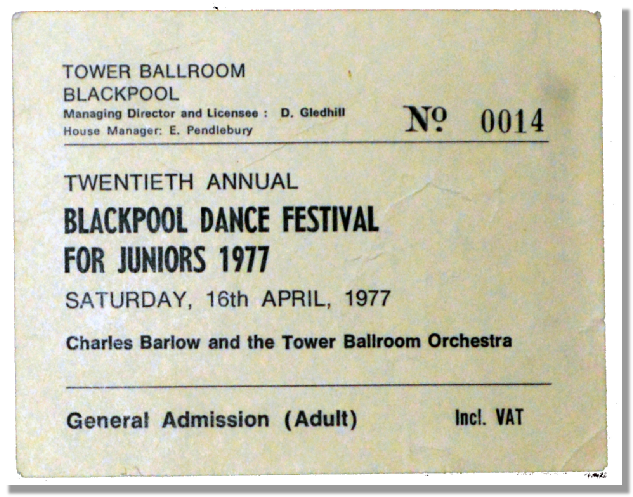 TOWER BALLROOM
BLACKPOOL
Managing Director and Licensee : D. Gledhill
House Manager: E. Pendlebury
Nº 0014
TWENTIETH ANNUAL
BLACKPOOL DANCE FESTIVAL
FOR JUNIORS 1977
SATURDAY, 16th APRIL, 1977
Charles Barlow and the Tower Ballroom Orchestra
General Admission (Adult) Incl. VAT